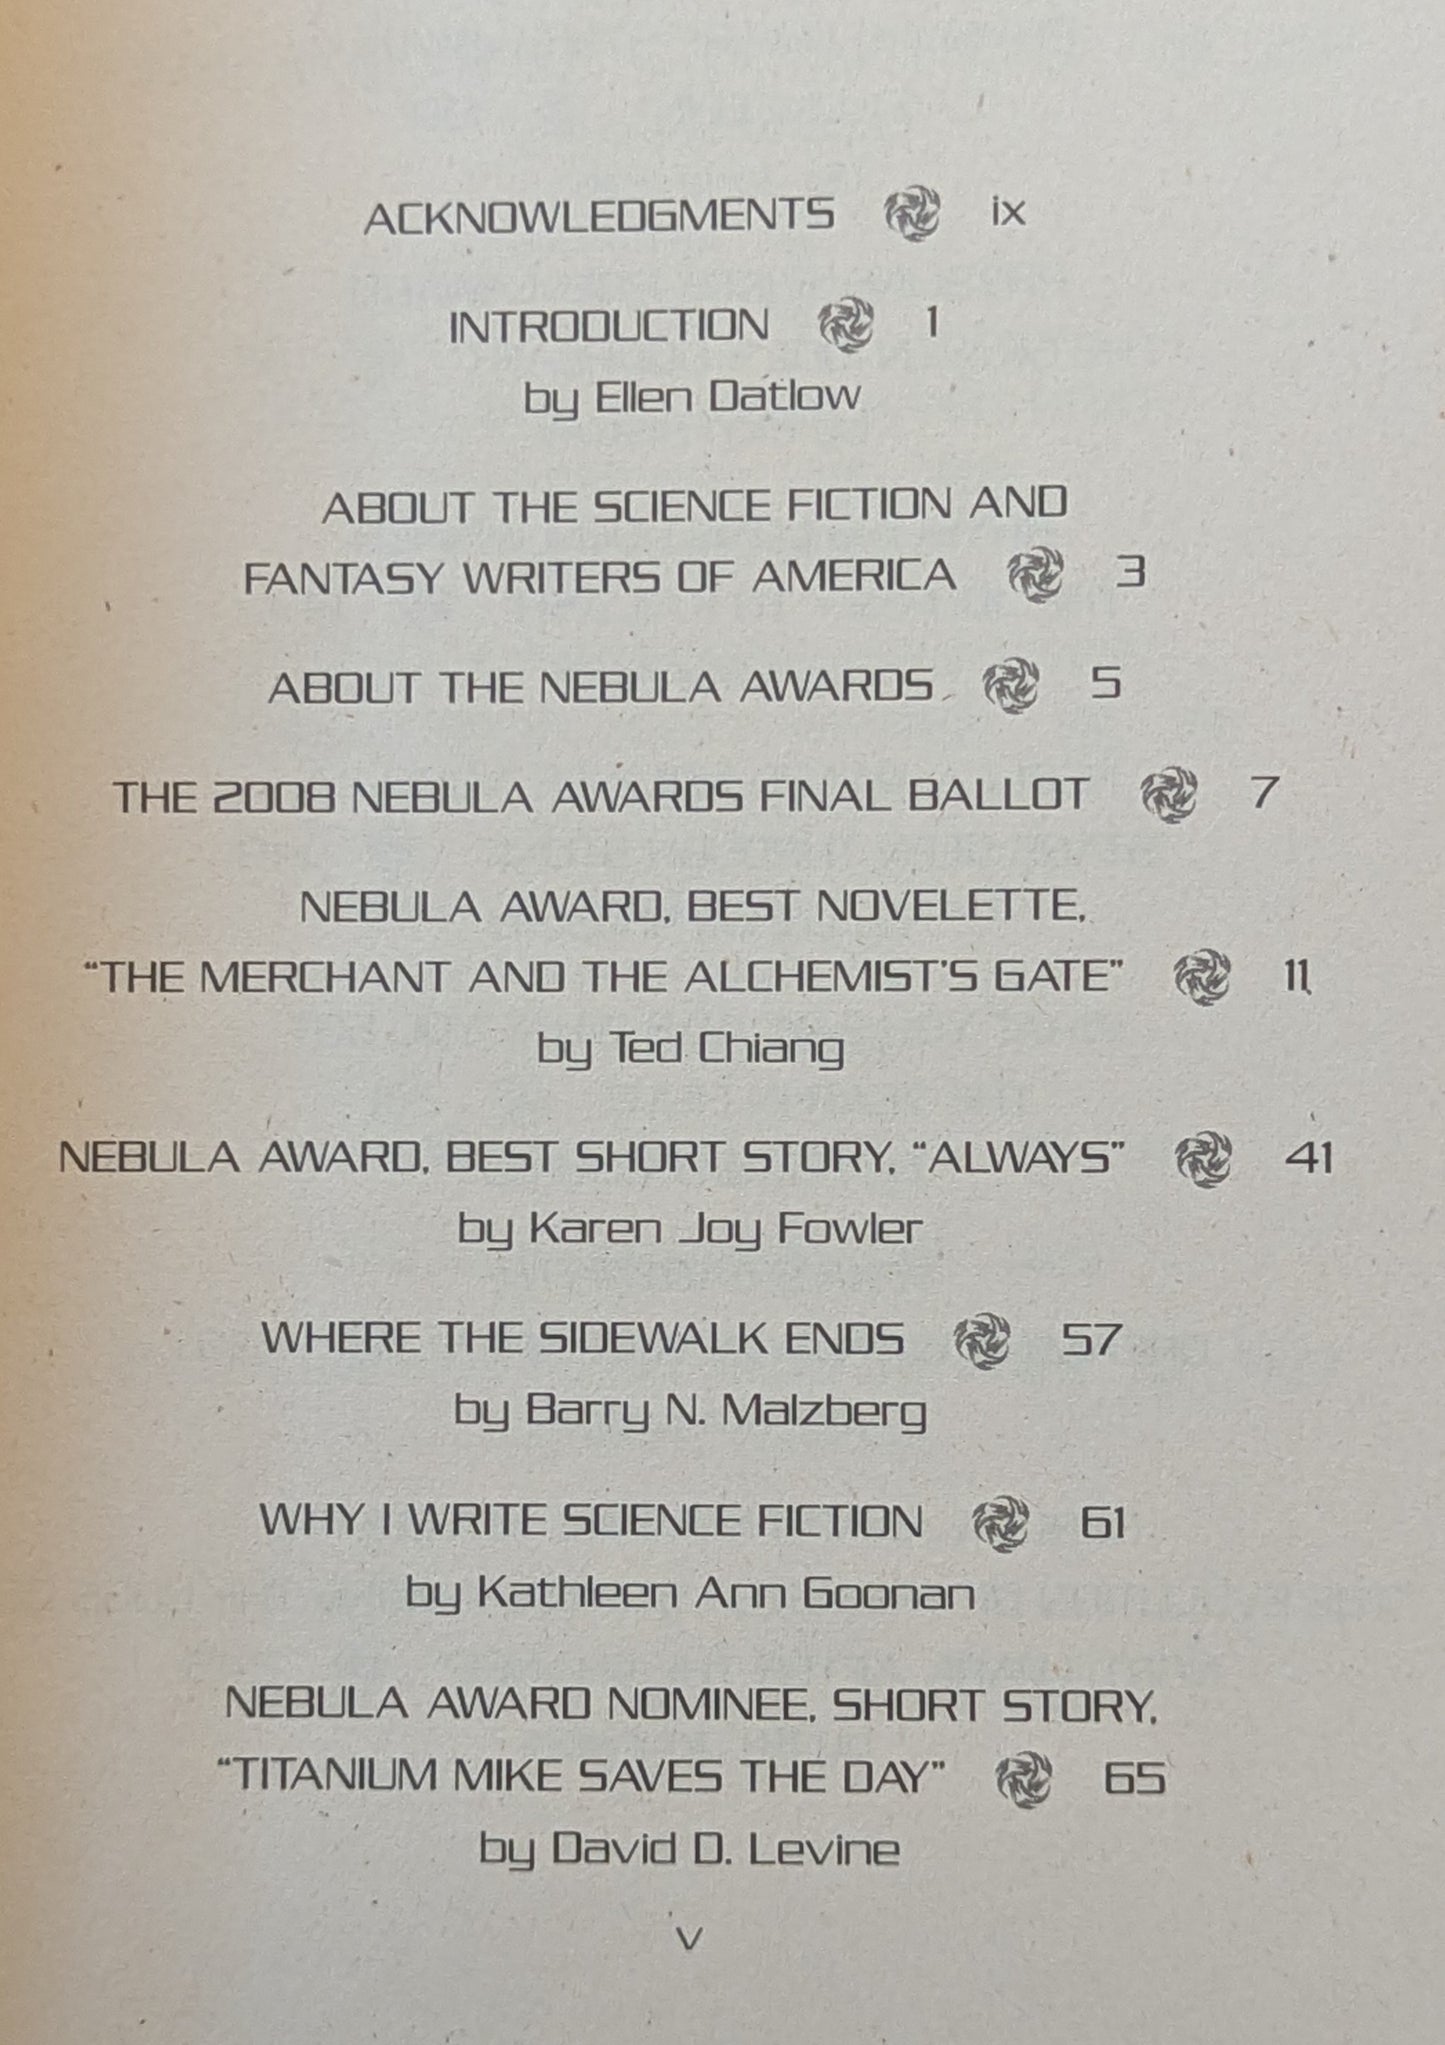 ACKNOWLEDGMENTS ix
INTRODUCTION 1
by Ellen Datlow
ABOUT THE SCIENCE FICTION AND
FANTASY WRITERS OF AMERICA 3
ABOUT THE NEBULA AWARDS 5
THE 2008 NEBULA AWARDS FINAL BALLOT 7
NEBULA AWARD, BEST NOVELETTE,
“THE MERCHANT AND THE ALCHEMIST’S GATE” 11
by Ted Chiang
NEBULA AWARD, BEST SHORT STORY, “ALWAYS” 41
by Karen Joy Fowler
WHERE THE SIDEWALK ENDS 57
by Barry N. Malzberg
WHY I WRITE SCIENCE FICTION 61
by Kathleen Ann Goonan
NEBULA AWARD NOMINEE, SHORT STORY,
“TITANIUM MIKE SAVES THE DAY” 65
by David D. Levine
v